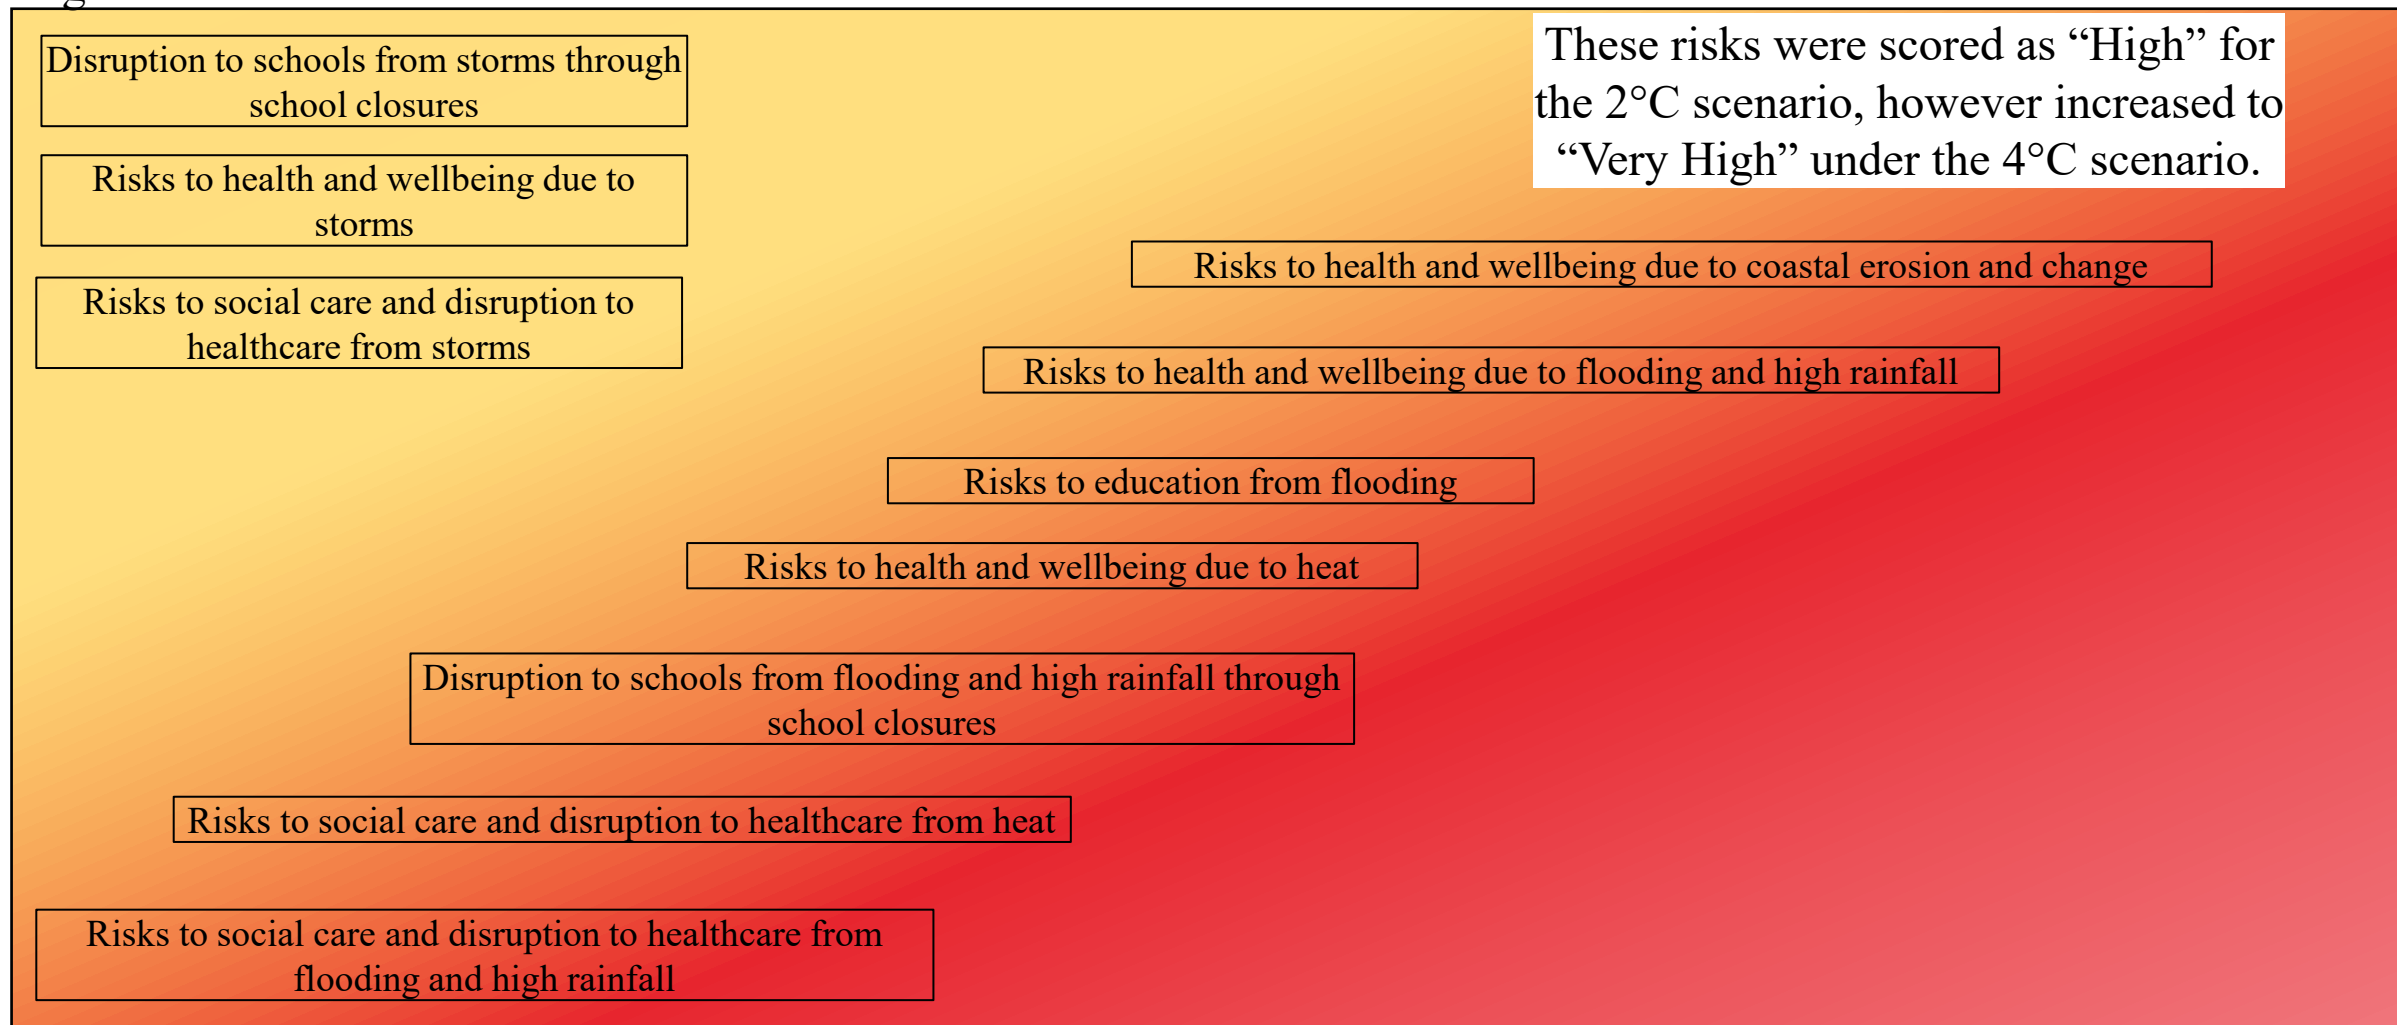 Disruption to schools from storms through
school closures
Risks to health and wellbeing due to
storms
Risks to social care and disruption to
healthcare from storms
These risks were scored as “High” for
the 2°C scenario, however increased to
“Very High” under the 4°C scenario.
Risks to health and wellbeing due to coastal erosion and change
Risks to health and wellbeing due to flooding and high rainfall
Risks to education from flooding
Risks to health and wellbeing due to heat
Disruption to schools from flooding and high rainfall through
school closures
Risks to social care and disruption to healthcare from heat
Risks to social care and disruption to healthcare from
flooding and high rainfall